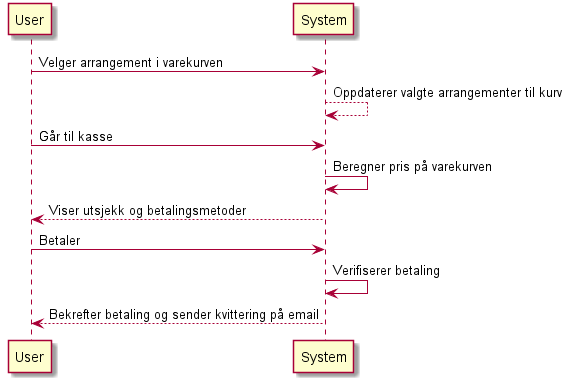 User System
Velger arrangement i varekurven
Oppdaterer valgte arrangementer til kurv
Går til kasse
Beregner pris på varekurven
Viser utsjekk og betalingsmetoder
Betaler
Verifiserer betaling
Bekrefter betaling og sender kvittering på email
User System